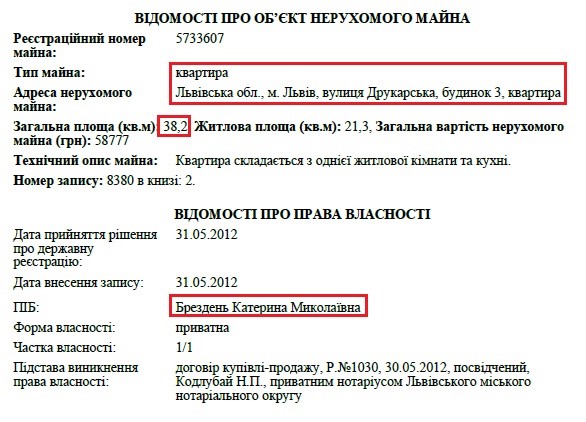 ВІДОМОСТІ ПРО ОБ’ЄКТ НЕРУХОМОГО МАЙНА
Реєстраційний номер майна: 5733607
Тип майна: квартира
Адреса нерухомого майна: Львівська обл., м. Львів, вулиця Друкарська, будинок 3, квартира
Загальна площа (кв.м): 38,2, Житлова площа (кв.м): 21,3, Загальна вартість нерухомого
майна (грн): 58777
Технічний опис майна: Квартира складається з однієї житлової кімнати та кухні.
Номер запису: 8380 в книзі: 2.
ВІДОМОСТІ ПРО ПРАВА ВЛАСНОСТІ
Дата прийняття рішення про державну реєстрацію: 31.05.2012
Дата внесення запису: 31.05.2012
ПІБ: Брездень Катерина Миколаївна
Форма власності: приватна
Частка власності: 1/1
Підстава виникнення права власності: договір купівлі-продажу, Р.№1030, 30.05.2012, посвідчений,
Кодлубай Н.П., приватним нотаріусом Львівського міського
нотаріального округу